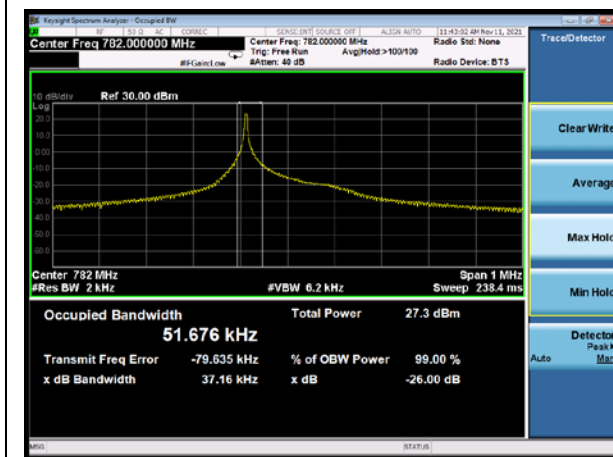 Keysight Spectrum Analyzer - Occupied BW
RF 50 Ω AC CORREC SENSE:INT SOURCE OFF ALIGN AUTO 11:43:02 AM Nov 11, 2021
Center Freq 782.000000 MHz
Center Freq: 782.000000 MHz
Radio Std: None
Trig: Free Run Avg|Hold:>100/100
#IFGain:Low #Atten: 40 dB Radio Device: BTS
Trace/Detector
10 dB/div Ref 30.00 dBm
Log
20.0
10.0
0.00
-10.0
-20.0
-30.0
-40.0
-50.0
-60.0
Center 782 MHz Span 1 MHz
#Res BW 2 kHz #VBW 6.2 kHz Sweep 238.4 ms
Occupied Bandwidth Total Power 27.3 dBm
51.676 kHz
Transmit Freq Error -79.635 kHz % of OBW Power 99.00 %
x dB Bandwidth 37.16 kHz x dB -26.00 dB
Clear Write
Average
Max Hold
Min Hold
Detector
Peak
Auto Man
MSG STATUS